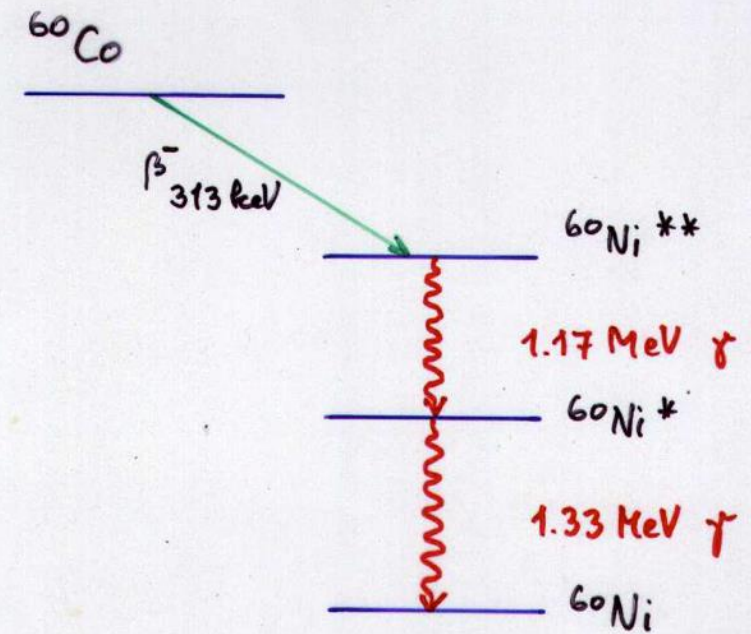 ⁶⁰Co
β⁻
313 keV
⁶⁰Ni **
1.17 MeV γ
⁶⁰Ni *
1.33 MeV γ
⁶⁰Ni